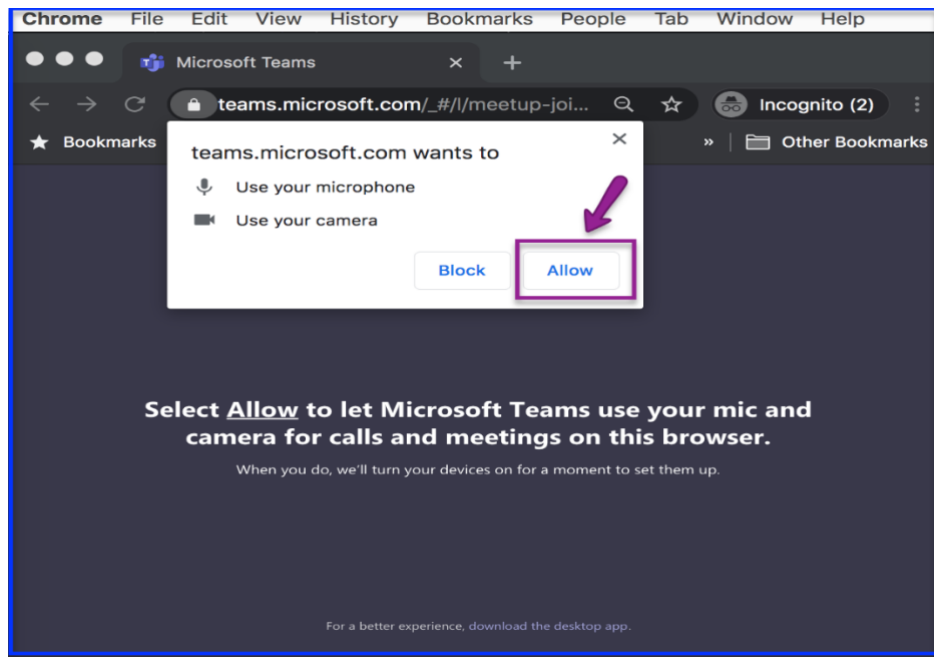 Chrome File Edit View History Bookmarks People Tab Window Help
Microsoft Teams
teams.microsoft.com/_#/l/meetup-joi... Incognito (2)
Bookmarks » Other Bookmarks
teams.microsoft.com wants to
Use your microphone
Use your camera
Block Allow
Select Allow to let Microsoft Teams use your mic and
camera for calls and meetings on this browser.
When you do, we'll turn your devices on for a moment to set them up.
For a better experience, download the desktop app.